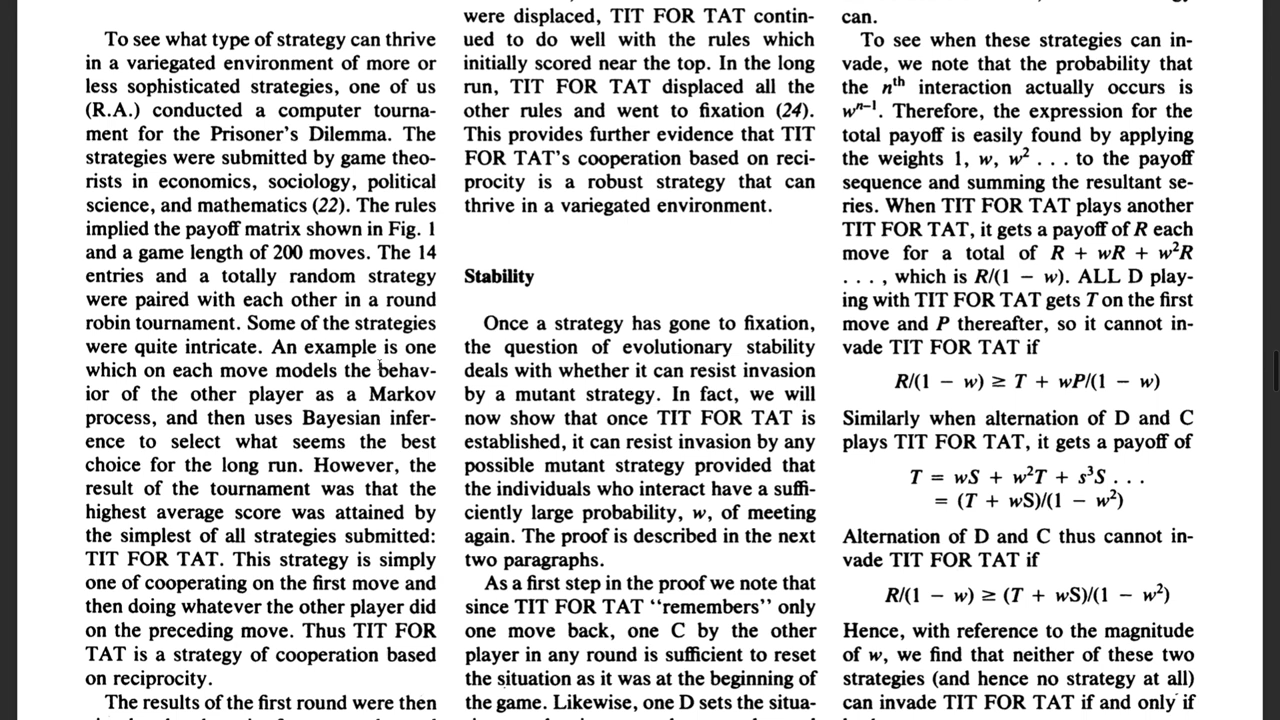 To see what type of strategy can thrive
in a variegated environment of more or
less sophisticated strategies, one of us
(R.A.) conducted a computer tourna-
ment for the Prisoner's Dilemma. The
strategies were submitted by game theo-
rists in economics, sociology, political
science, and mathematics (22). The rules
implied the payoff matrix shown in Fig. 1
and a game length of 200 moves. The 14
entries and a totally random strategy
were paired with each other in a round
robin tournament. Some of the strategies
were quite intricate. An example is one
which on each move models the behav-
ior of the other player as a Markov
process, and then uses Bayesian infer-
ence to select what seems the best
choice for the long run. However, the
result of the tournament was that the
highest average score was attained by
the simplest of all strategies submitted:
TIT FOR TAT. This strategy is simply
one of cooperating on the first move and
then doing whatever the other player did
on the preceding move. Thus TIT FOR
TAT is a strategy of cooperation based
on reciprocity.
The results of the first round were then
were displaced, TIT FOR TAT contin-
ued to do well with the rules which
initially scored near the top. In the long
run, TIT FOR TAT displaced all the
other rules and went to fixation (24).
This provides further evidence that TIT
FOR TAT's cooperation based on reci-
procity is a robust strategy that can
thrive in a variegated environment.
Stability
Once a strategy has gone to fixation,
the question of evolutionary stability
deals with whether it can resist invasion
by a mutant strategy. In fact, we will
now show that once TIT FOR TAT is
established, it can resist invasion by any
possible mutant strategy provided that
the individuals who interact have a suffi-
ciently large probability, w, of meeting
again. The proof is described in the next
two paragraphs.
As a first step in the proof we note that
since TIT FOR TAT "remembers" only
one move back, one C by the other
player in any round is sufficient to reset
the situation as it was at the beginning of
the game. Likewise, one D sets the situa-
can.
To see when these strategies can in-
vade, we note that the probability that
the nth interaction actually occurs is
wⁿ⁻¹. Therefore, the expression for the
total payoff is easily found by applying
the weights 1, w, w² . . . to the payoff
sequence and summing the resultant se-
ries. When TIT FOR TAT plays another
TIT FOR TAT, it gets a payoff of R each
move for a total of R + wR + w²R
. . . , which is R/(1 − w). ALL D play-
ing with TIT FOR TAT gets T on the first
move and P thereafter, so it cannot in-
vade TIT FOR TAT if
R/(1 − w) ≥ T + wP/(1 − w)
Similarly when alternation of D and C
plays TIT FOR TAT, it gets a payoff of
T = wS + w²T + s³S . . .
= (T + wS)/(1 − w²)
Alternation of D and C thus cannot in-
vade TIT FOR TAT if
R/(1 − w) ≥ (T + wS)/(1 − w²)
Hence, with reference to the magnitude
of w, we find that neither of these two
strategies (and hence no strategy at all)
can invade TIT FOR TAT if and only if